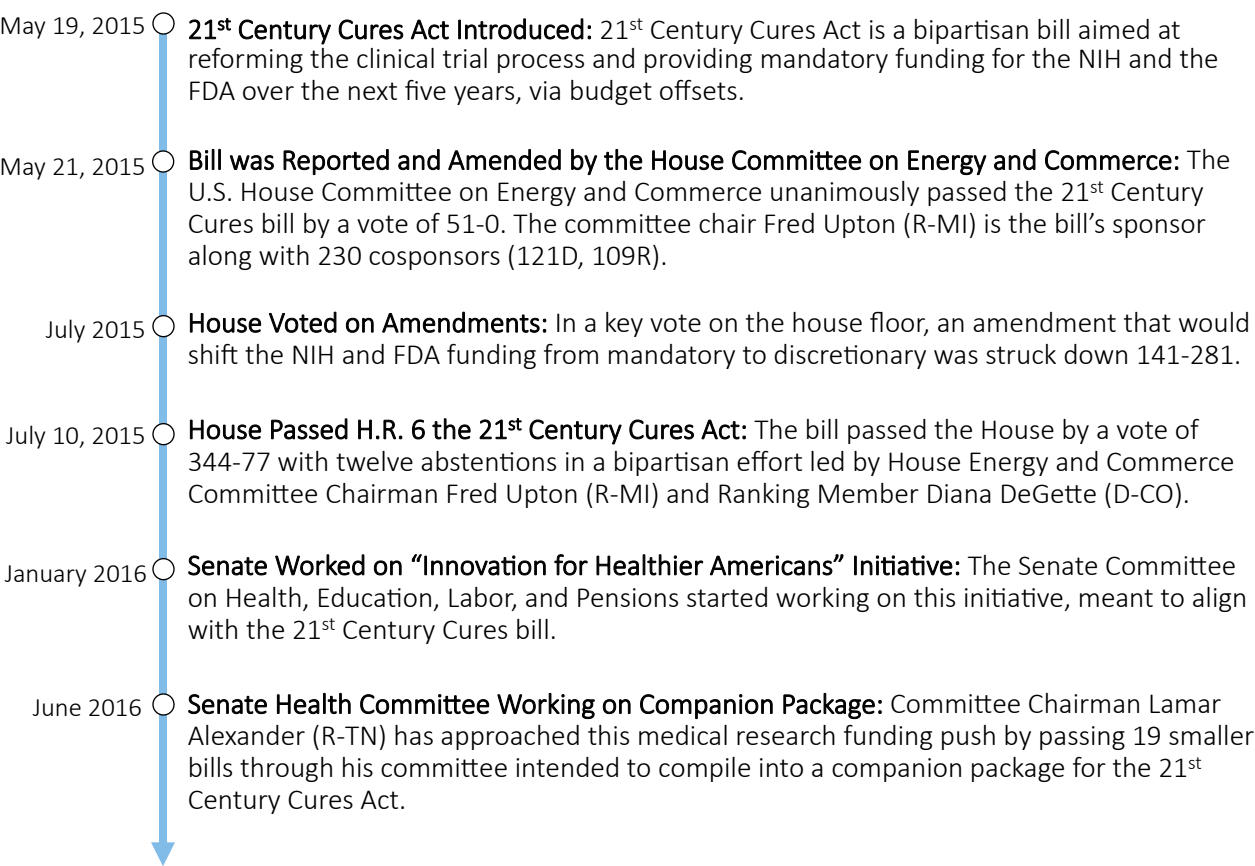 May 19, 2015
21st Century Cures Act Introduced: 21st Century Cures Act is a bipartisan bill aimed at
reforming the clinical trial process and providing mandatory funding for the NIH and the
FDA over the next five years, via budget offsets.
May 21, 2015
Bill was Reported and Amended by the House Committee on Energy and Commerce: The
U.S. House Committee on Energy and Commerce unanimously passed the 21st Century
Cures bill by a vote of 51-0. The committee chair Fred Upton (R-MI) is the bill’s sponsor
along with 230 cosponsors (121D, 109R).
July 2015
House Voted on Amendments: In a key vote on the house floor, an amendment that would
shift the NIH and FDA funding from mandatory to discretionary was struck down 141-281.
July 10, 2015
House Passed H.R. 6 the 21st Century Cures Act: The bill passed the House by a vote of
344-77 with twelve abstentions in a bipartisan effort led by House Energy and Commerce
Committee Chairman Fred Upton (R-MI) and Ranking Member Diana DeGette (D-CO).
January 2016
Senate Worked on “Innovation for Healthier Americans” Initiative: The Senate Committee
on Health, Education, Labor, and Pensions started working on this initiative, meant to align
with the 21st Century Cures bill.
June 2016
Senate Health Committee Working on Companion Package: Committee Chairman Lamar
Alexander (R-TN) has approached this medical research funding push by passing 19 smaller
bills through his committee intended to compile into a companion package for the 21st
Century Cures Act.